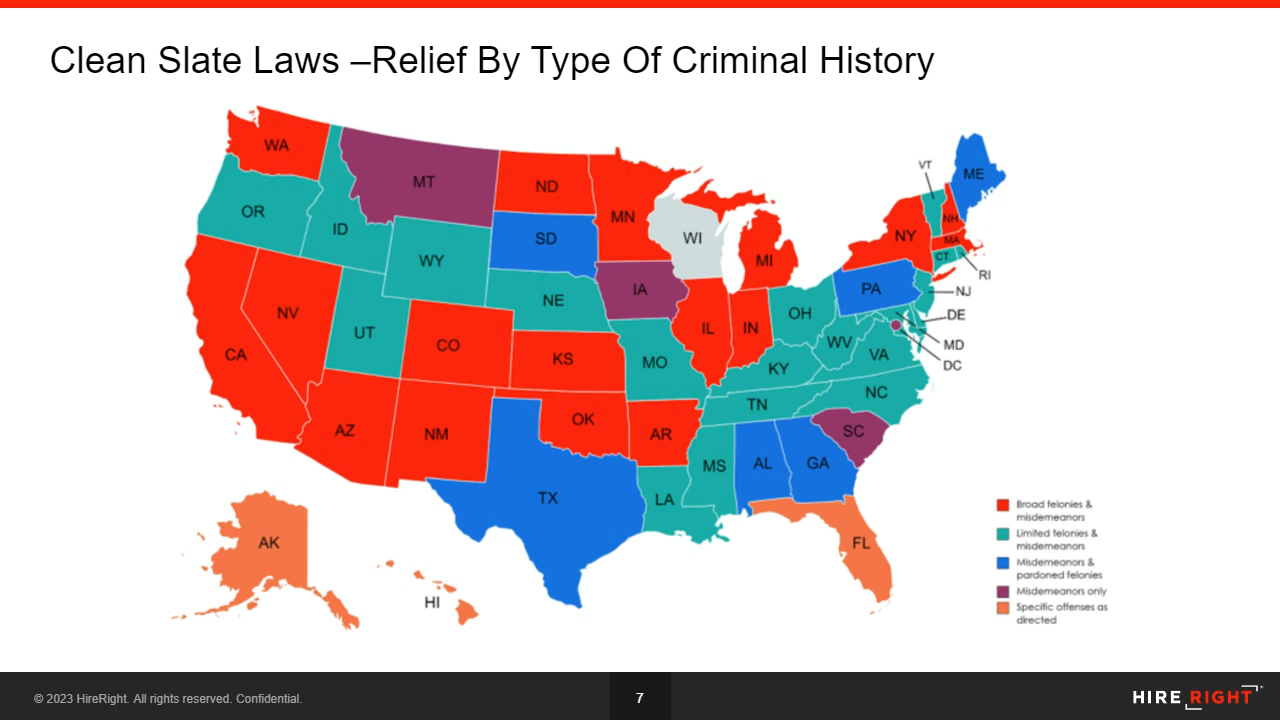 Clean Slate Laws –Relief By Type Of Criminal History
WA
MT
ND
MN
VT
ME
OR
ID
WY
SD
WI
MI
NY
NH
MA
CT
RI
NV
UT
CO
NE
IA
IL
IN
OH
PA
NJ
DE
MD
DC
CA
KS
MO
KY
WV
VA
AZ
NM
OK
AR
TN
NC
SC
TX
LA
MS
AL
GA
AK
HI
FL
Broad felonies &
misdemeanors
Limited felonies &
misdemeanors
Misdemeanors &
pardoned felonies
Misdemeanors only
Specific offenses as
directed
© 2023 HireRight. All rights reserved. Confidential.
7
HIRE RIGHT